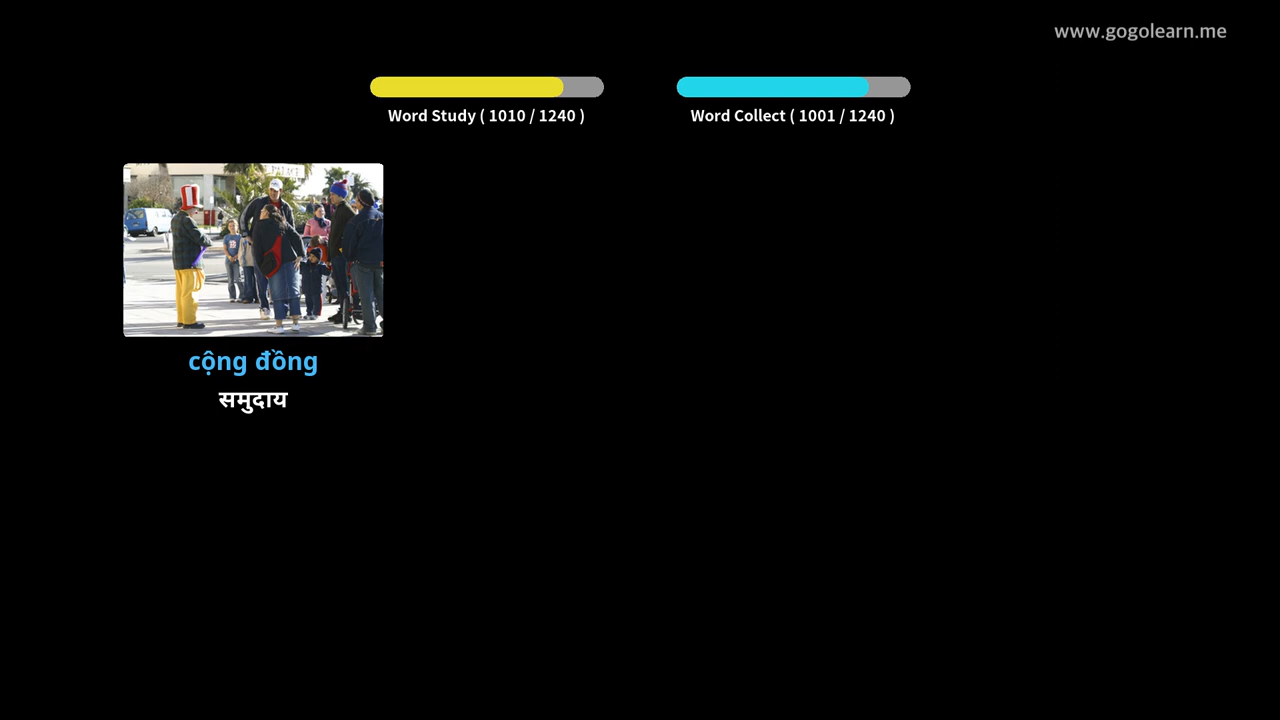 www.gogolearn.me
Word Study ( 1010 / 1240 )
Word Collect ( 1001 / 1240 )
cộng đồng
समुदाय